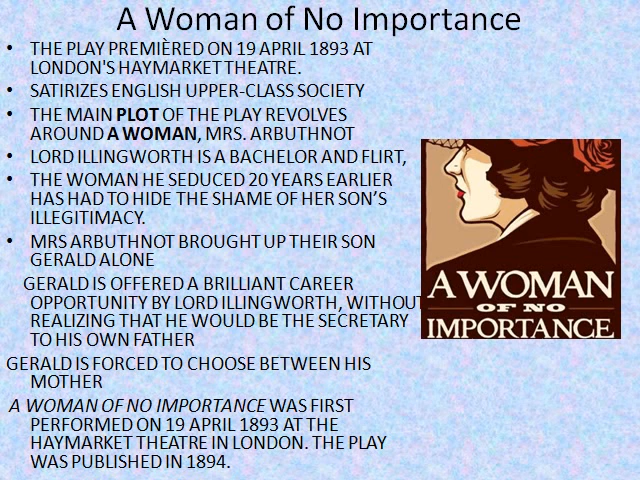 A Woman of No Importance
• THE PLAY PREMIÈRED ON 19 APRIL 1893 AT
LONDON'S HAYMARKET THEATRE.
• SATIRIZES ENGLISH UPPER-CLASS SOCIETY
• THE MAIN PLOT OF THE PLAY REVOLVES
AROUND A WOMAN, MRS. ARBUTHNOT
• LORD ILLINGWORTH IS A BACHELOR AND FLIRT,
• THE WOMAN HE SEDUCED 20 YEARS EARLIER
HAS HAD TO HIDE THE SHAME OF HER SON'S
ILLEGITIMACY.
• MRS ARBUTHNOT BROUGHT UP THEIR SON
GERALD ALONE
GERALD IS OFFERED A BRILLIANT CAREER
OPPORTUNITY BY LORD ILLINGWORTH, WITHOUT
REALIZING THAT HE WOULD BE THE SECRETARY
TO HIS OWN FATHER
GERALD IS FORCED TO CHOOSE BETWEEN HIS
MOTHER
A WOMAN OF NO IMPORTANCE WAS FIRST
PERFORMED ON 19 APRIL 1893 AT THE
HAYMARKET THEATRE IN LONDON. THE PLAY
WAS PUBLISHED IN 1894.
A WOMAN
OF NO
IMPORTANCE